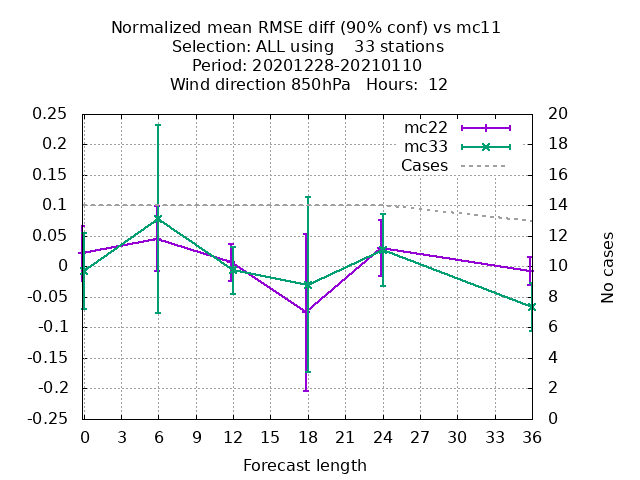 Normalized mean RMSE diff (90% conf) vs mc11
Selection: ALL using    33 stations
Period: 20201228-20210110
Wind direction 850hPa   Hours:  12
mc22
mc33
Cases
0.25
0.2
0.15
0.1
0.05
0
-0.05
-0.1
-0.15
-0.2
-0.25
20
18
16
14
12
10
8
6
4
2
0
No cases
0 3 6 9 12 15 18 21 24 27 30 33 36
Forecast length